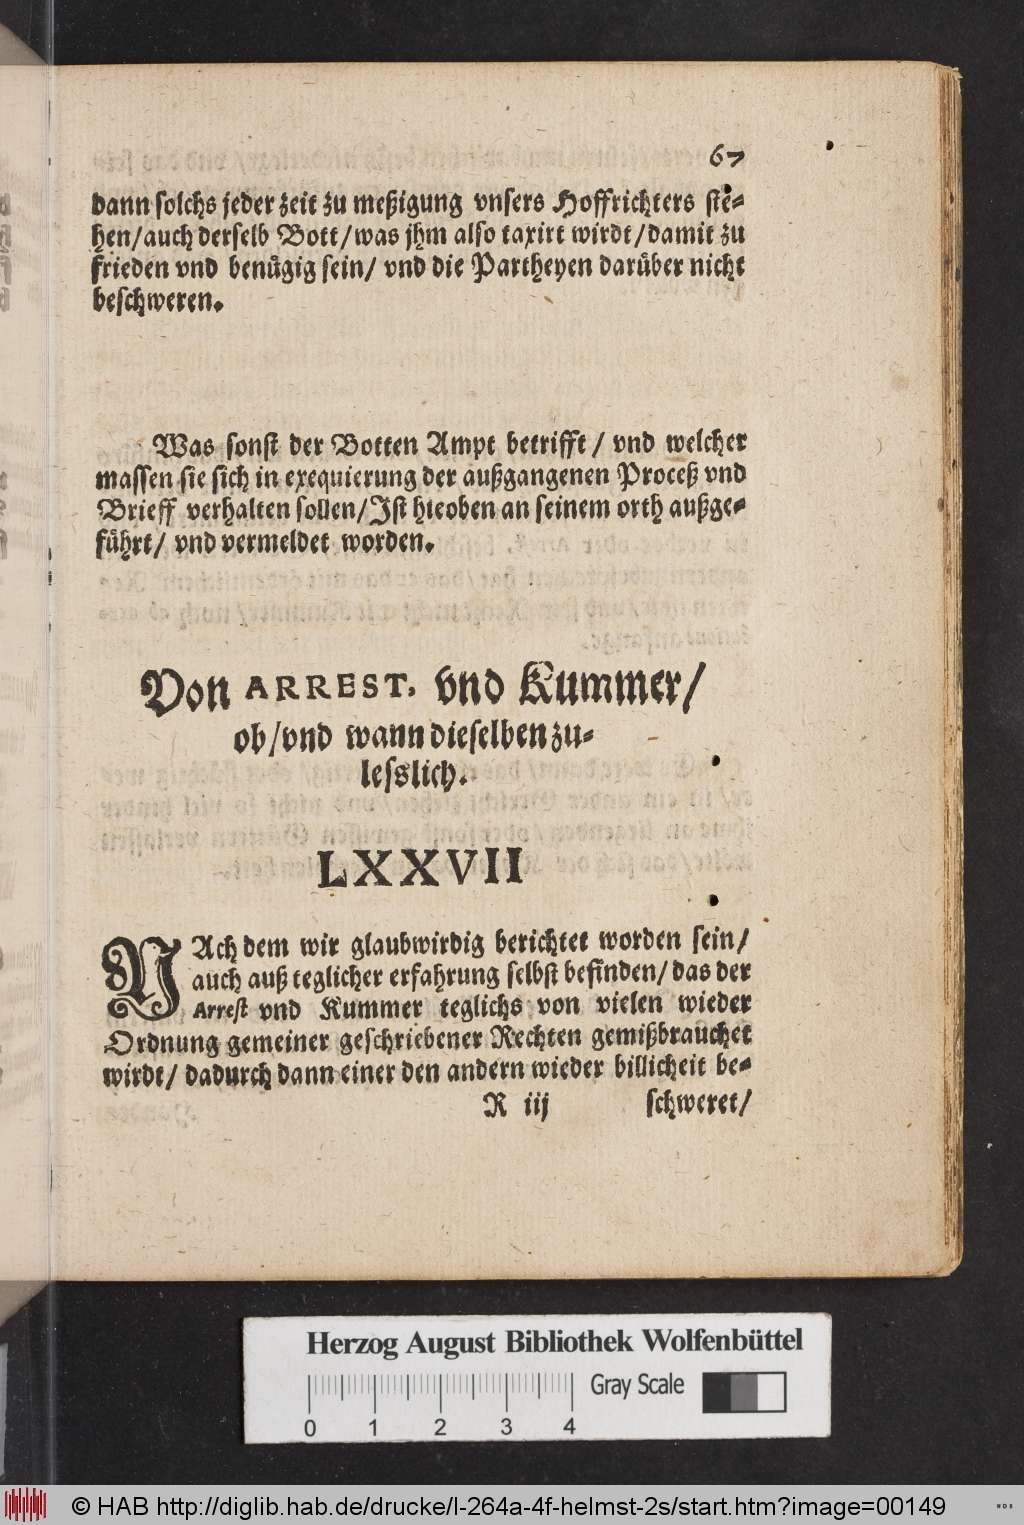 67
dann solchs jeder zeit zu meßigung vnsers Hoffrichters ste-
hen/auch derselb Bott/was jhm also taxirt wirdt/damit zu
frieden vnd benügig sein/ vnd die Partheyen darüber nicht
beschweren.
Was sonst der Botten Ampt betrifft / vnd welcher
massen sie sich in exequierung der außgangenen Proceß vnd
Brieff verhalten sollen/Jst hieoben an seinem orth außge-
führt/ vnd vermeldet worden.
Von ARREST. vnd Kummer/
ob/vnd wann dieselben zu-
lesslich.
LXXVII
NAch dem wir glaubwirdig berichtet worden sein/
auch auß teglicher erfahrung selbst befinden/ das der
Arrest vnd Kummer teglichs von vielen wieder
Ordnung gemeiner geschriebener Rechten gemißbrauchet
wirdt/ dadurch dann einer den andern wieder billicheit be-
R iij schweret/
Herzog August Bibliothek Wolfenbüttel
Gray Scale
0 1 2 3 4
© HAB http://diglib.hab.de/drucke/l-264a-4f-helmst-2s/start.htm?image=00149